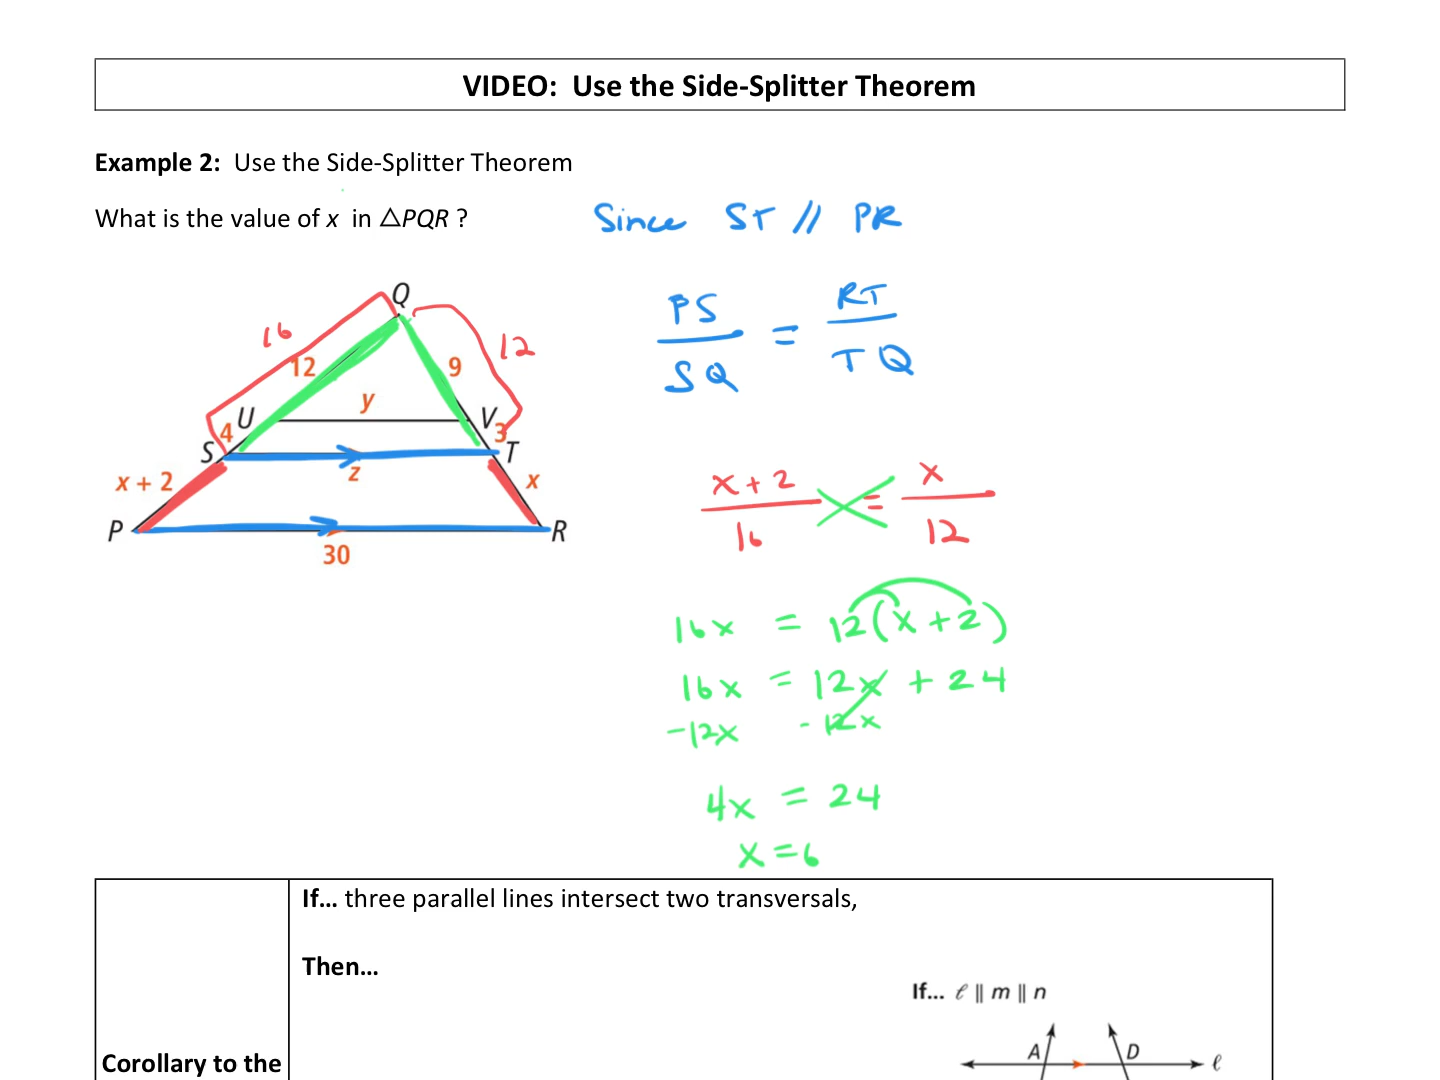 VIDEO: Use the Side-Splitter Theorem
Example 2: Use the Side-Splitter Theorem
What is the value of x in △PQR ?
Since ST // PR
Q
16
12
9
12
PS / SQ = RT / TQ
y
U
V
4
3
S
T
z
x + 2
x
P
R
30
x + 2 / 16 = x / 12
16x = 12(x + 2)
16x = 12x + 24
-12x -12x
4x = 24
x = 6
If... three parallel lines intersect two transversals,
Then...
If... ℓ ∥ m ∥ n
Corollary to the
A
D
ℓ